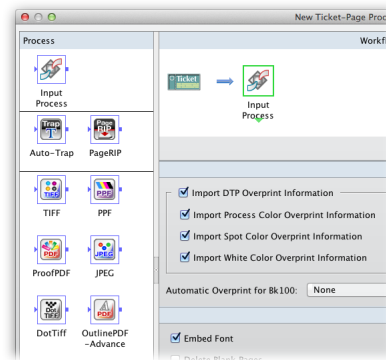 New Ticket-Page Proc
Process
Workfl
Input
Process
Ticket
Input
Process
Trap
T
Page
RIP
Auto-Trap
PageRIP
TIFF
PPF
TIFF
PPF
PDF
JPEG
ProofPDF
JPEG
Dot
TIFF
PDF
DotTiff
OutlinePDF
-Advance
Import DTP Overprint Information
Import Process Color Overprint Information
Import Spot Color Overprint Information
Import White Color Overprint Information
Automatic Overprint for Bk100:
None
Embed Font
Delete Blank Pages